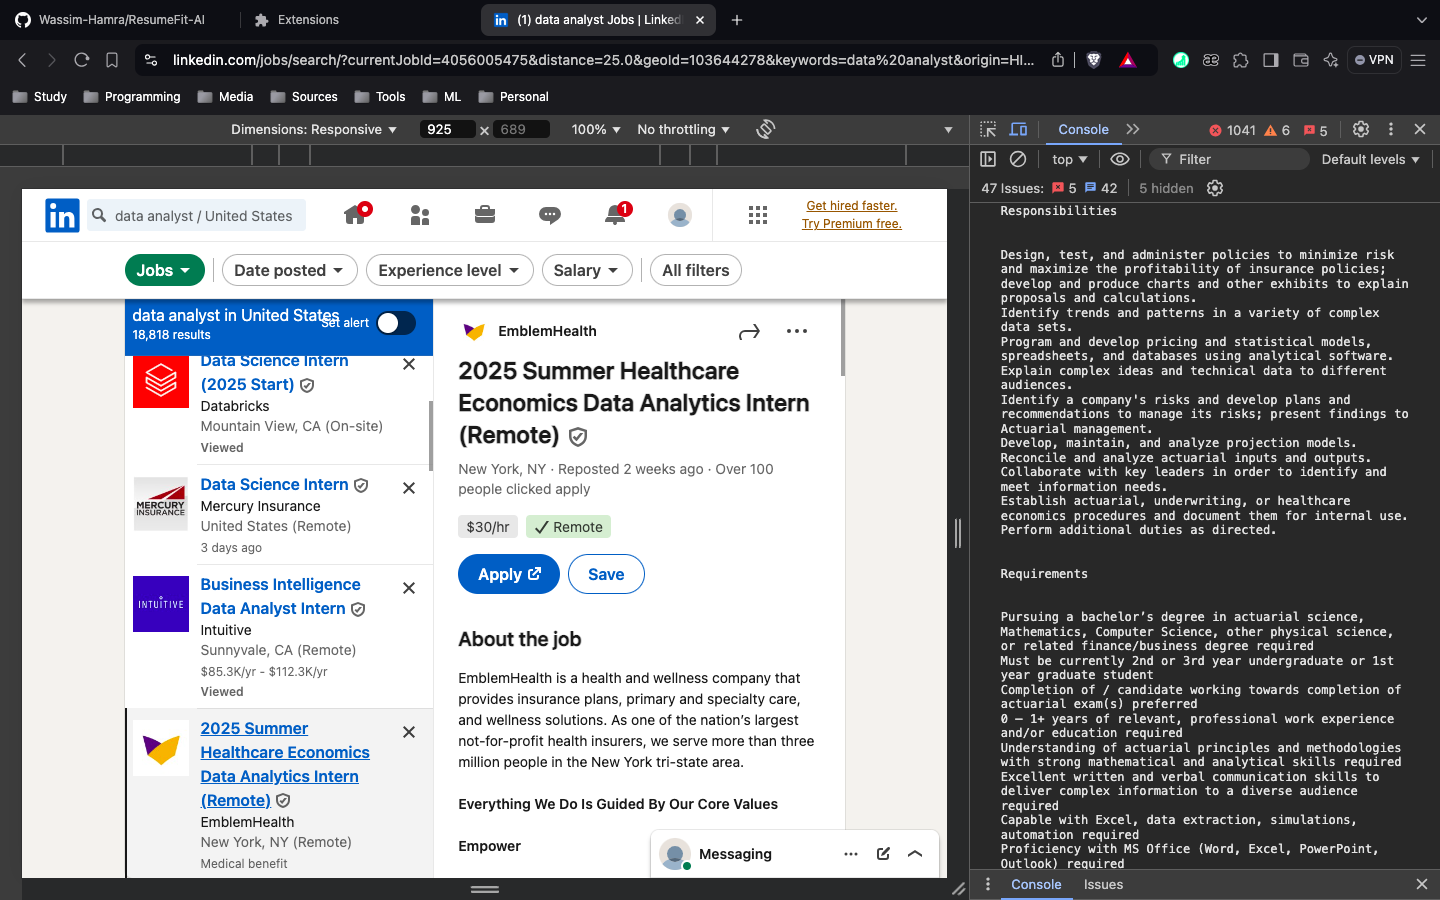 Wassim-Hamra/ResumeFit-AI
Extensions
(1) data analyst Jobs | Linked
linkedin.com/jobs/search/?currentJobId=4056005475&distance=25.0&geoId=103644278&keywords=data%20analyst&origin=HI...
VPN
Study
Programming
Media
Sources
Tools
ML
Personal
Dimensions: Responsive
925 × 689
100%
No throttling
Console
1041
6
5
top
Filter
Default levels
47 Issues: 5 42
5 hidden
in
data analyst / United States
1
Get hired faster.
Try Premium free.
Jobs
Date posted
Experience level
Salary
All filters
data analyst in United States
18,818 results
Set alert
Data Science Intern
(2025 Start)
Databricks
Mountain View, CA (On-site)
Viewed
MERCURY
INSURANCE
Data Science Intern
Mercury Insurance
United States (Remote)
3 days ago
INTUITIVE
Business Intelligence
Data Analyst Intern
Intuitive
Sunnyvale, CA (Remote)
$85.3K/yr - $112.3K/yr
Viewed
2025 Summer
Healthcare Economics
Data Analytics Intern
(Remote)
EmblemHealth
New York, NY (Remote)
Medical benefit
EmblemHealth
2025 Summer Healthcare
Economics Data Analytics Intern
(Remote)
New York, NY · Reposted 2 weeks ago · Over 100
people clicked apply
$30/hr
Remote
Apply
Save
About the job
EmblemHealth is a health and wellness company that
provides insurance plans, primary and specialty care,
and wellness solutions. As one of the nation’s largest
not-for-profit health insurers, we serve more than three
million people in the New York tri-state area.
Everything We Do Is Guided By Our Core Values
Empower
Messaging
Responsibilities
Design, test, and administer policies to minimize risk
and maximize the profitability of insurance policies;
develop and produce charts and other exhibits to explain
proposals and calculations.
Identify trends and patterns in a variety of complex
data sets.
Program and develop pricing and statistical models,
spreadsheets, and databases using analytical software.
Explain complex ideas and technical data to different
audiences.
Identify a company's risks and develop plans and
recommendations to manage its risks; present findings to
Actuarial management.
Develop, maintain, and analyze projection models.
Reconcile and analyze actuarial inputs and outputs.
Collaborate with key leaders in order to identify and
meet information needs.
Establish actuarial, underwriting, or healthcare
economics procedures and document them for internal use.
Perform additional duties as directed.
Requirements
Pursuing a bachelor’s degree in actuarial science,
Mathematics, Computer Science, other physical science,
or related finance/business degree required
Must be currently 2nd or 3rd year undergraduate or 1st
year graduate student
Completion of / candidate working towards completion of
actuarial exam(s) preferred
0 – 1+ years of relevant, professional work experience
and/or education required
Understanding of actuarial principles and methodologies
with strong mathematical and analytical skills required
Excellent written and verbal communication skills to
deliver complex information to a diverse audience
required
Capable with Excel, data extraction, simulations,
automation required
Proficiency with MS Office (Word, Excel, PowerPoint,
Outlook) required
Console
Issues